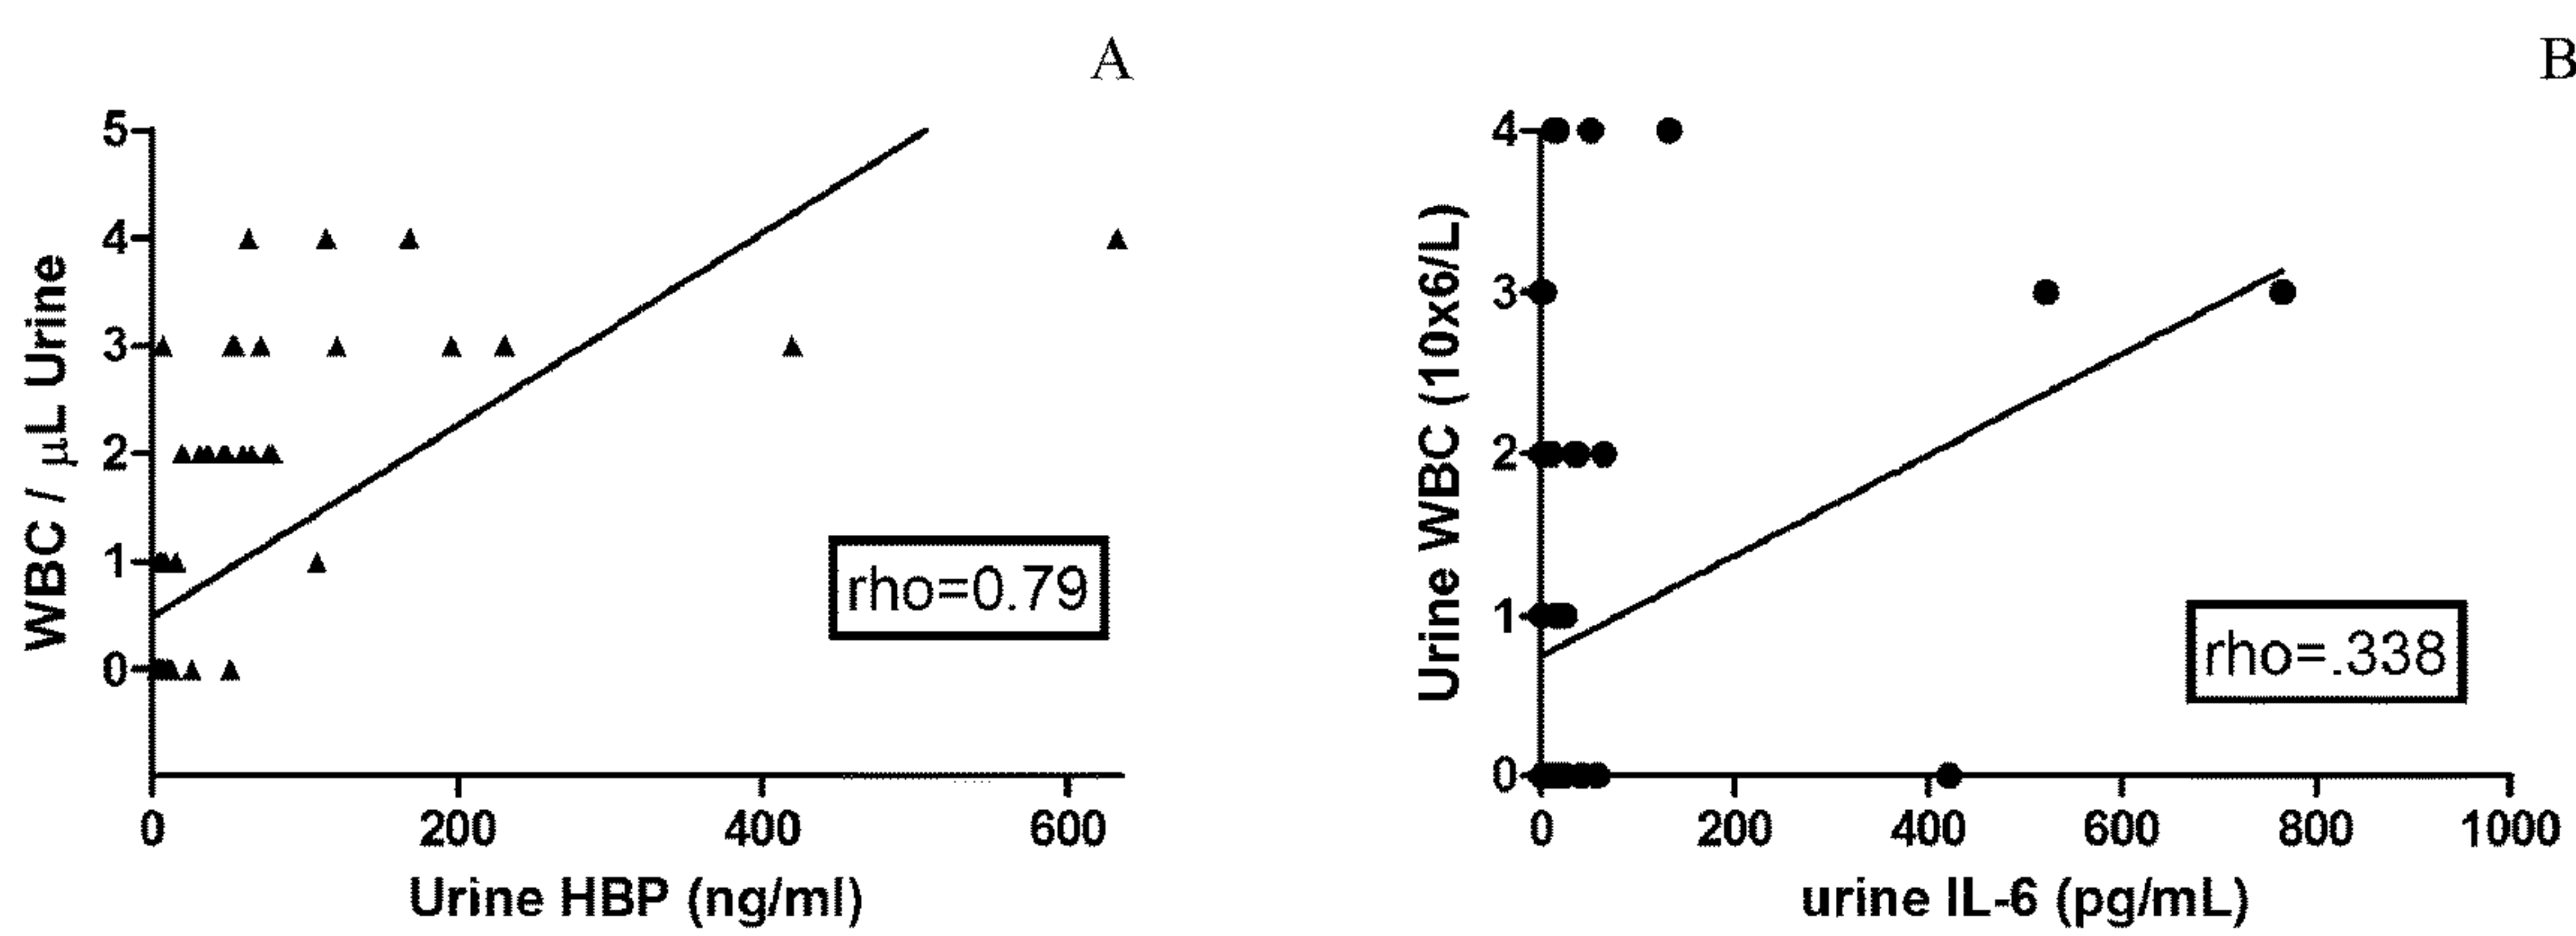 A
5
4
3
2
1
0
WBC / μL Urine
rho=0.79
0 200 400 600
Urine HBP (ng/ml)
B
4
3
2
1
0
Urine WBC (10x6/L)
rho=.338
0 200 400 600 800 1000
urine IL-6 (pg/mL)